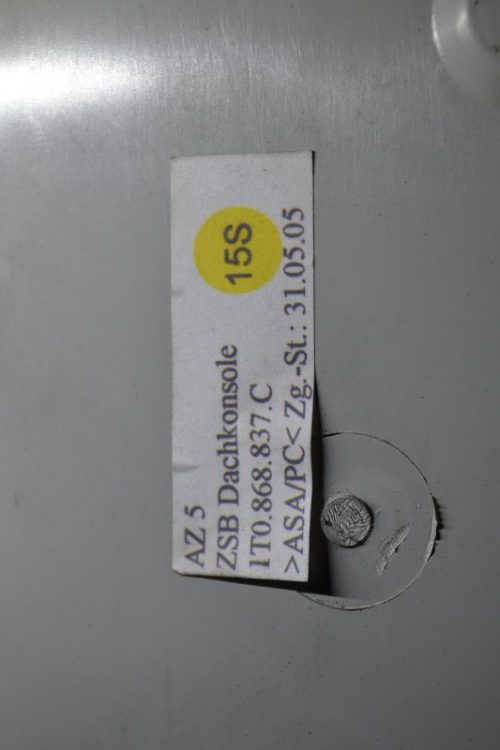 AZ 5
15S
ZSB Dachkonsole
1T0.868.837.C
>ASA/PC< Zg.-St.: 31.05.05